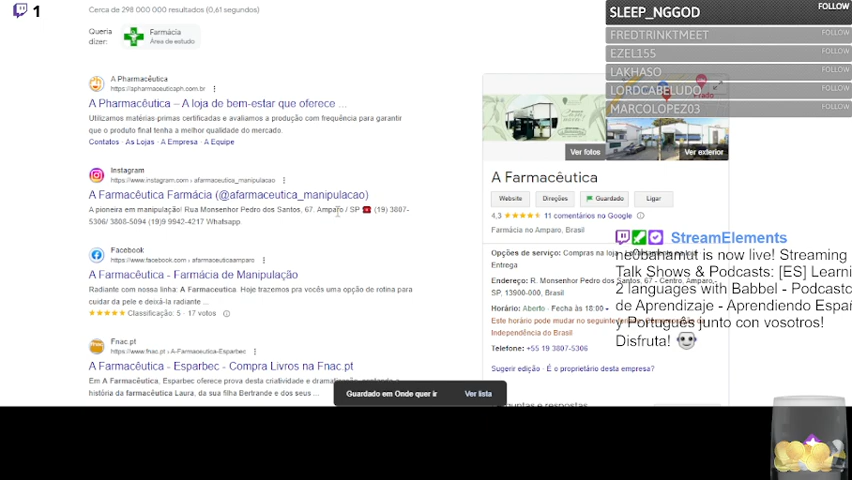 1
Cerca de 298 000 000 resultados (0,61 segundos)
Queria dizer:
Farmácia
Área de estudo
A Pharmacêutica
https://apharmaceuticaph.com.br
A Pharmacêutica – A loja de bem-estar que oferece ...
Utilizamos matérias-primas certificadas e avaliamos a produção com frequência para garantir
que o produto final tenha a melhor qualidade do mercado.
Contatos · As Lojas · A Empresa · A Equipe
Instagram
https://www.instagram.com › afarmaceutica_manipulacao
A Farmacêutica Farmácia (@afarmaceutica_manipulacao)
A pioneira em manipulação! Rua Monsenhor Pedro dos Santos, 67. Amparo / SP (19) 3807-
5306/ 3808-5094 (19)9 9942-4217 Whatsapp.
Facebook
https://www.facebook.com › afarmaceuticaamparo
A Farmacêutica - Farmácia de Manipulação
Radiante com nossa linha: A Farmaceutica. Hoje trazemos pra você uma opção de rotina para
cuidar da pele e deixá-la radiante ...
Classificação: 5 · 17 votos
Fnac.pt
https://www.fnac.pt › A-Farmaceutica-Esparbec
A Farmacêutica - Esparbec - Compra Livros na Fnac.pt
Em A Farmacêutica, Esparbec oferece prova desta criatividade e
história da farmacêutica Laura, da sua filha Bertrande e dos seus ...
Guardado em Onde quer ir
Ver lista
Ver fotos
Ver exterior
A Farmacêutica
Website
Direções
Guardado
Ligar
4,3
11 comentários no Google
Farmácia no Amparo, Brasil
Opções de serviço: Compras na loja
Entrega
Endereço: R. Monsenhor Pedro dos Santos, 67 - Centro, Amparo
SP, 13900-000, Brasil
Horário: Aberto · Fecha às 18:00
Este horário pode mudar no seguinte
Independência do Brasil
Telefone: +55 19 3807-5306
Sugerir edição · É o proprietário desta empresa?
Perguntas e respostas
SLEEP_NGGOD
FOLLOW
FREDTRINKTMEET
FOLLOW
EZEL155
FOLLOW
LAKHASO
FOLLOW
LORDCABELUDO
FOLLOW
MARCOLOPEZ03
FOLLOW
StreamElements
ne0bahamut is now live! Streaming
Talk Shows & Podcasts: [ES] Learni
2 languages with Babbel - Podcasts
de Aprendizaje - Aprendiendo Espa
y Portugués junto con vosotros!
Disfruta!